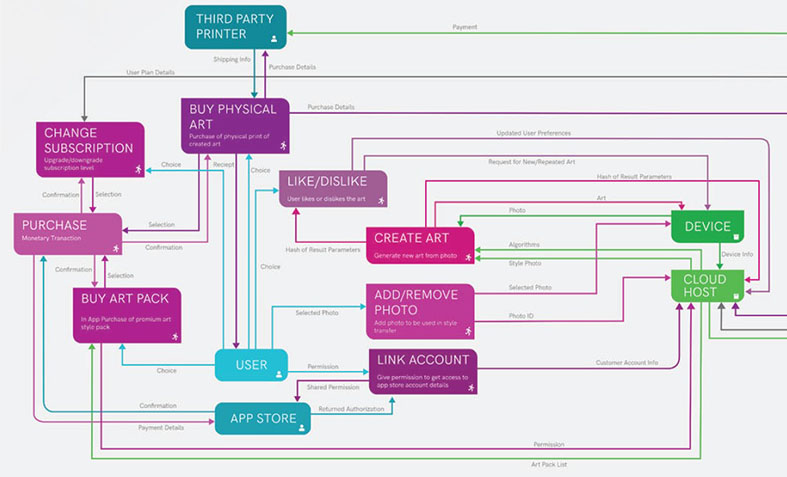 THIRD PARTY
PRINTER
Payment
Shipping Info
Purchase Details
User Plan Details
BUY PHYSICAL
ART
Purchase of physical print of
created art
Purchase Details
CHANGE
SUBSCRIPTION
Upgrade/downgrade
subscription level
Updated User Preferences
Choice
Reciept
Choice
Request for New/Repeated Art
LIKE/DISLIKE
User likes or dislikes the art
Hash of Result Parameters
Confirmation
Selection
Art
PURCHASE
Monetary Tranaction
Selection
Confirmation
Photo
DEVICE
CREATE ART
Generate new art from photo
Hash of Result Parameters
Algorithms
Style Photo
Device Info
Confirmation
Selection
Choice
CLOUD
HOST
BUY ART PACK
In App Purchase of premium art
style pack
ADD/REMOVE
PHOTO
Add photo to be used in style
transfer
Selected Photo
Selected Photo
Photo ID
USER
Choice
Permission
LINK ACCOUNT
Give permission to get access to
app store account details
Customer Account Info
Shared Permission
Confirmation
APP STORE
Returned Authorization
Payment Details
Permission
Art Pack List